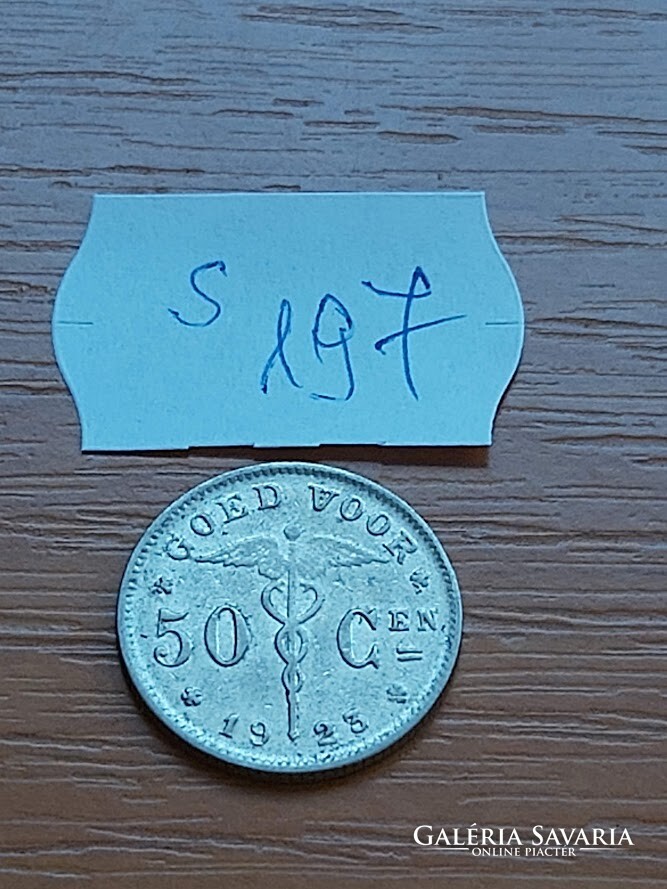 S 197
GOED VOOR
50 CEN
1923
GALÉRIA SAVARIA
ONLINE PIACTÉR